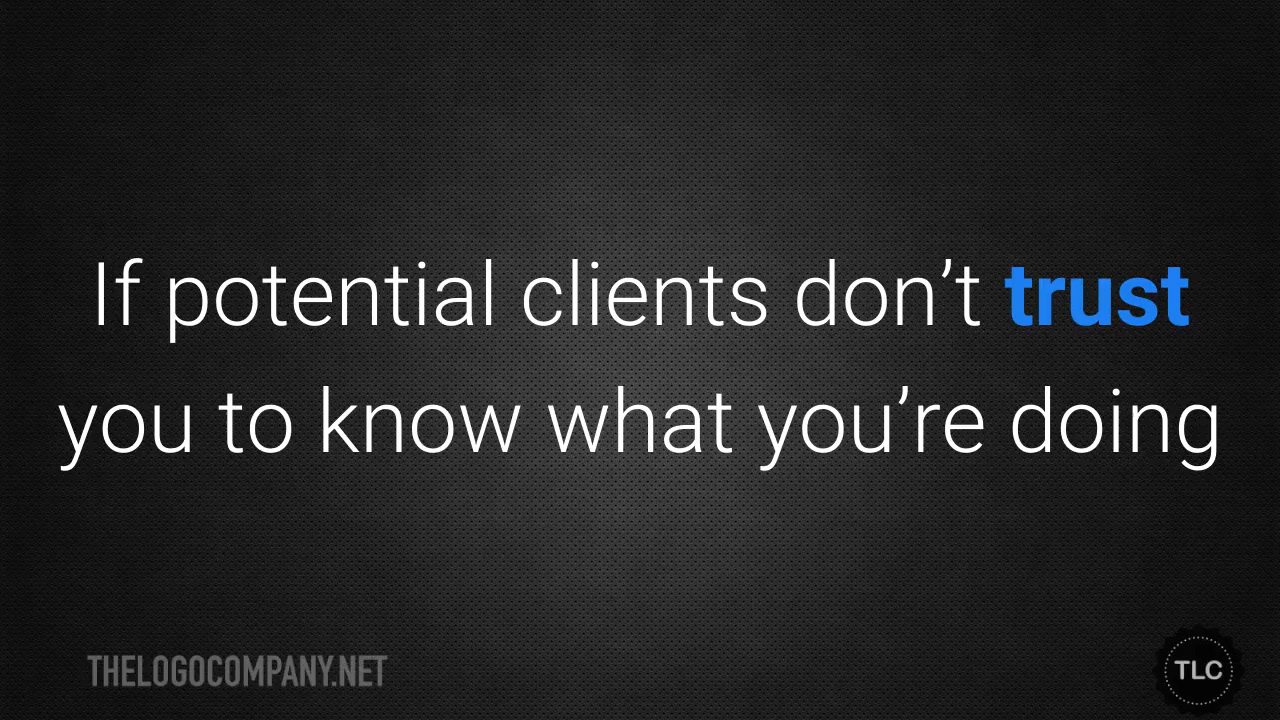 If potential clients don’t trust
you to know what you’re doing
THELOGOCOMPANY.NET
TLC